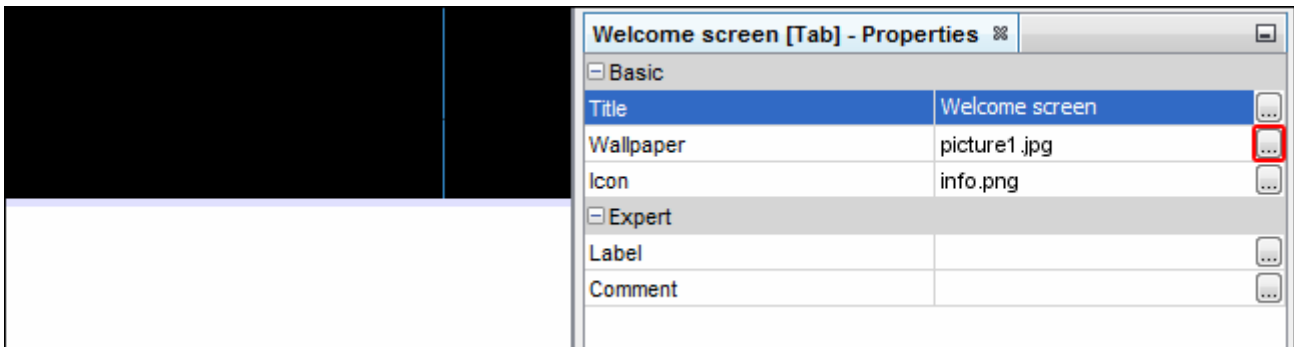 Welcome screen [Tab] - Properties
Basic
Title Welcome screen ...
Wallpaper picture1.jpg ...
Icon info.png ...
Expert
Label ...
Comment ...